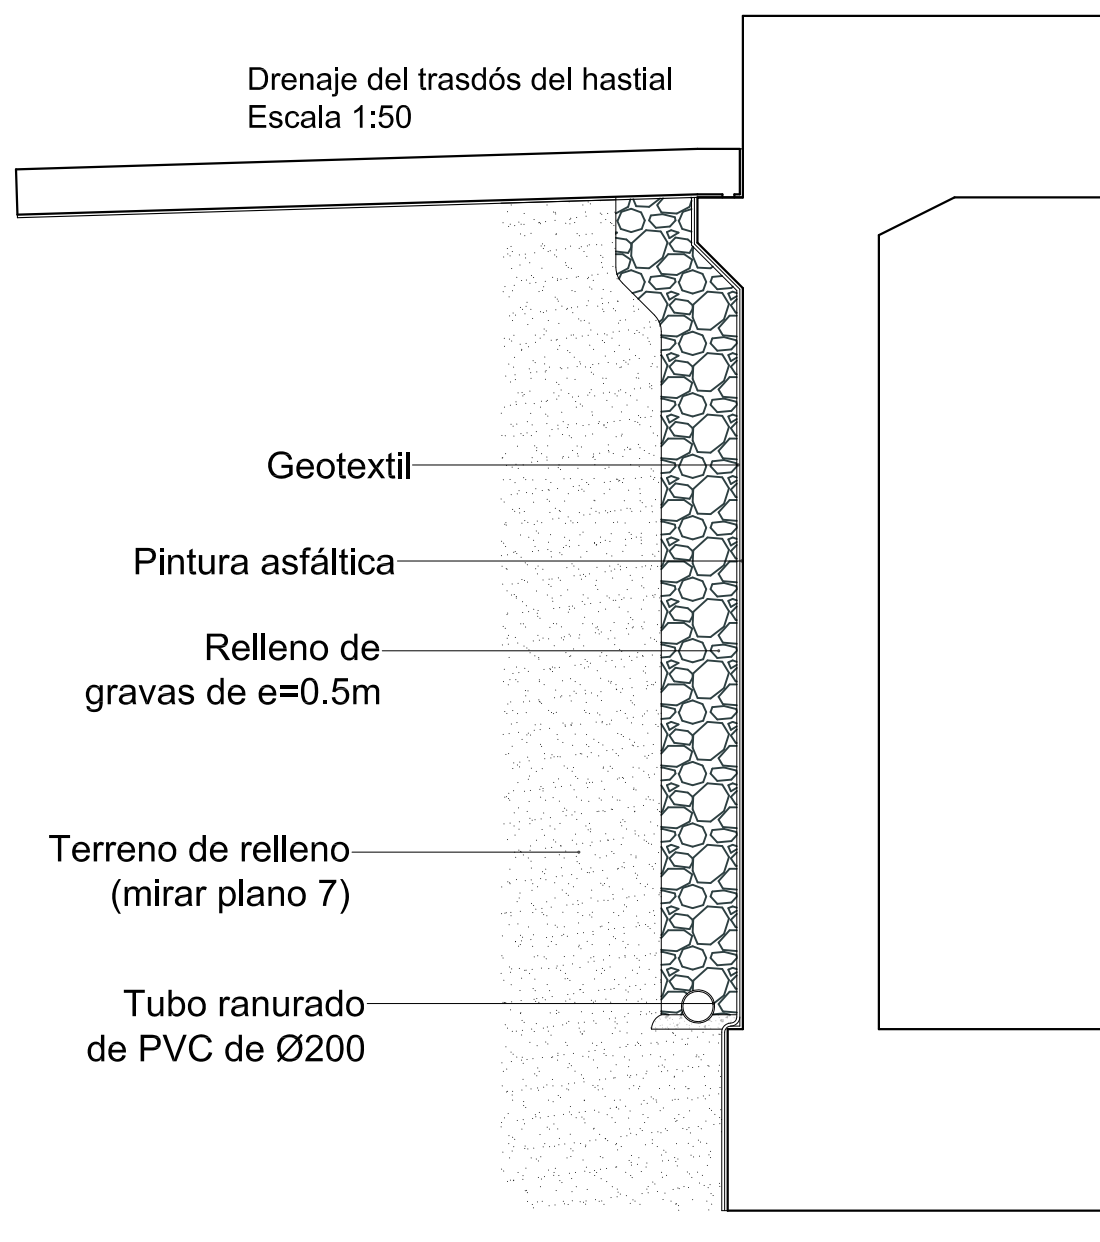 Drenaje del trasdós del hastial
Escala 1:50
Geotextil
Pintura asfáltica
Relleno de
gravas de e=0.5m
Terreno de relleno
(mirar plano 7)
Tubo ranurado
de PVC de Ø200